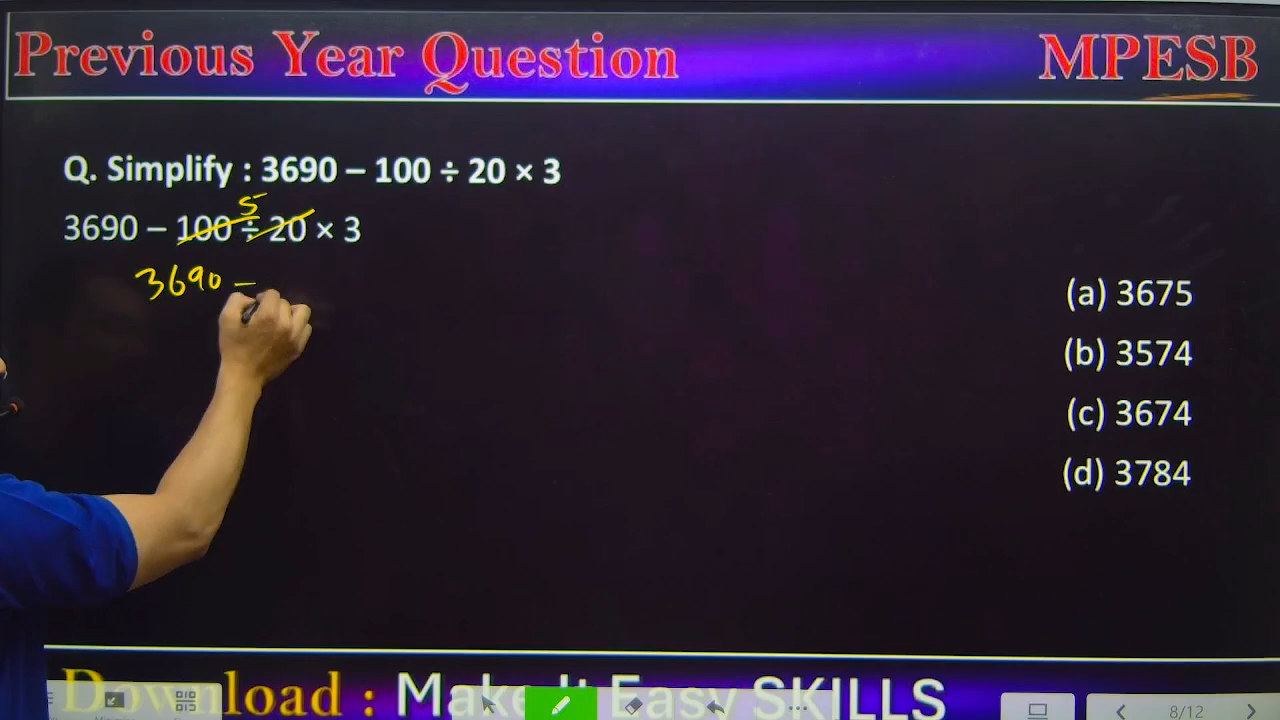 Previous Year Question MPESB
Q. Simplify : 3690 – 100 ÷ 20 × 3
5
3690 – 100 ÷ 20 × 3
3690 –
(a) 3675
(b) 3574
(c) 3674
(d) 3784
Download : Make It Easy SKILLS
8/12